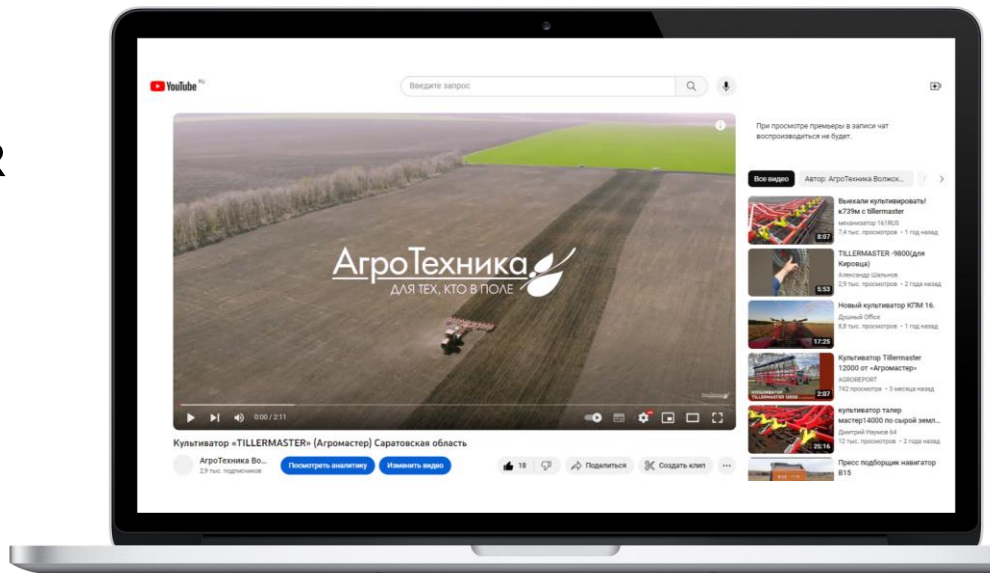 R
YouTube RU
Введите запрос
АгроТехника
ДЛЯ ТЕХ, КТО В ПОЛЕ
0:00 / 2:11
Культиватор «TILLERMASTER» (Агромастер) Саратовская область
АгроТехника Во...
2,9 тыс. подписчиков
Посмотреть аналитику
Изменить видео
18
Поделиться
Создать клип
При просмотре премьеры в записи чат
воспроизводиться не будет.
Все видео
Автор: АгроТехника Волжск...
Выехали культивировать!
к739м с tillermaster
механизатор 161RUS
7,4 тыс. просмотров • 1 год назад
8:07
TILLERMASTER -9800(для
Кировца)
Александр Шальнов
2,9 тыс. просмотров • 2 года назад
5:53
Новый культиватор КПМ 16.
Душный Office
8,8 тыс. просмотров • 1 год назад
17:25
Культиватор Tillermaster
12000 от «Агромастер»
AGROREPORT
742 просмотра • 3 месяца назад
2:07
культиватор талер
мастер14000 по сырой земл...
Дмитрий Наумов 64
12 тыс. просмотров • 2 года назад
25:16
Пресс подборщик навигатор
B15